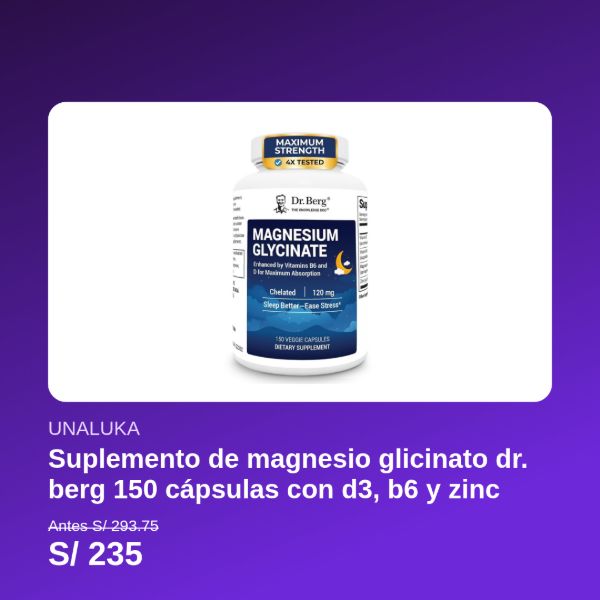 MAXIMUM
STRENGTH
4X TESTED
Dr. Berg®
THE KNOWLEDGE DOC™
MAGNESIUM
GLYCINATE
Enhanced by Vitamins B6 and
D for Maximum Absorption
Chelated | 120 mg
Sleep Better—Ease Stress*
150 VEGGIE CAPSULES
DIETARY SUPPLEMENT
UNALUKA
Suplemento de magnesio glicinato dr.
berg 150 cápsulas con d3, b6 y zinc
Antes S/ 293.75
S/ 235